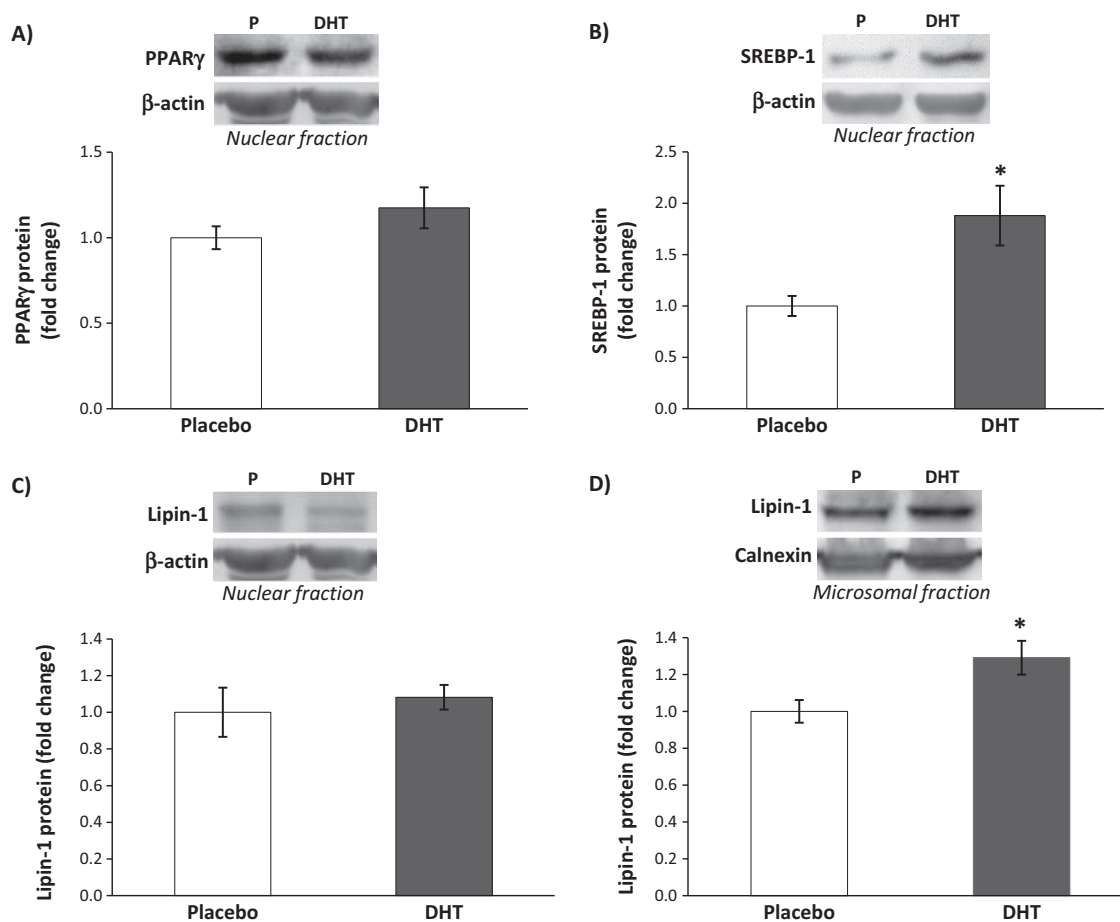 A)
P DHT
PPARγ
β-actin
Nuclear fraction
1.5
1.0
0.5
0.0
PPARγ protein
(fold change)
Placebo DHT
B)
P DHT
SREBP-1
β-actin
Nuclear fraction
2.5
2.0
1.5
1.0
0.5
0.0
SREBP-1 protein
(fold change)
*
Placebo DHT
C)
P DHT
Lipin-1
β-actin
Nuclear fraction
1.4
1.2
1.0
0.8
0.6
0.4
0.2
0.0
Lipin-1 protein (fold change)
Placebo DHT
D)
P DHT
Lipin-1
Calnexin
Microsomal fraction
1.4
1.2
1.0
0.8
0.6
0.4
0.2
0.0
Lipin-1 protein (fold change)
*
Placebo DHT